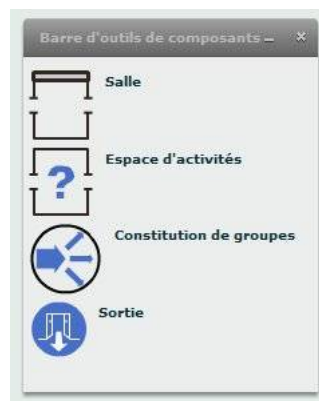 Barre d'outils de composants
Salle
Espace d'activités
?
Constitution de groupes
Sortie